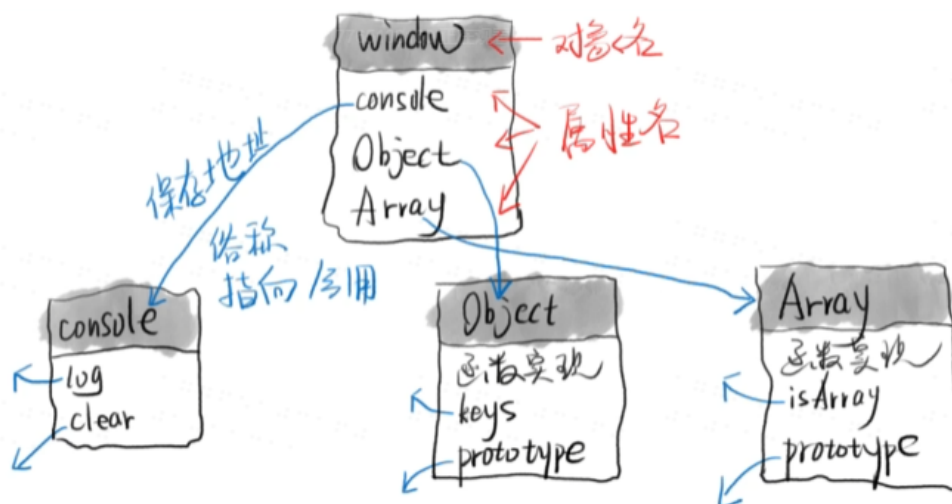 window
对象名
console
Object
Array
属性名
保存地址
俗称
指向/引用
console
log
clear
Object
函数实现
keys
prototype
Array
函数实现
isArray
prototype